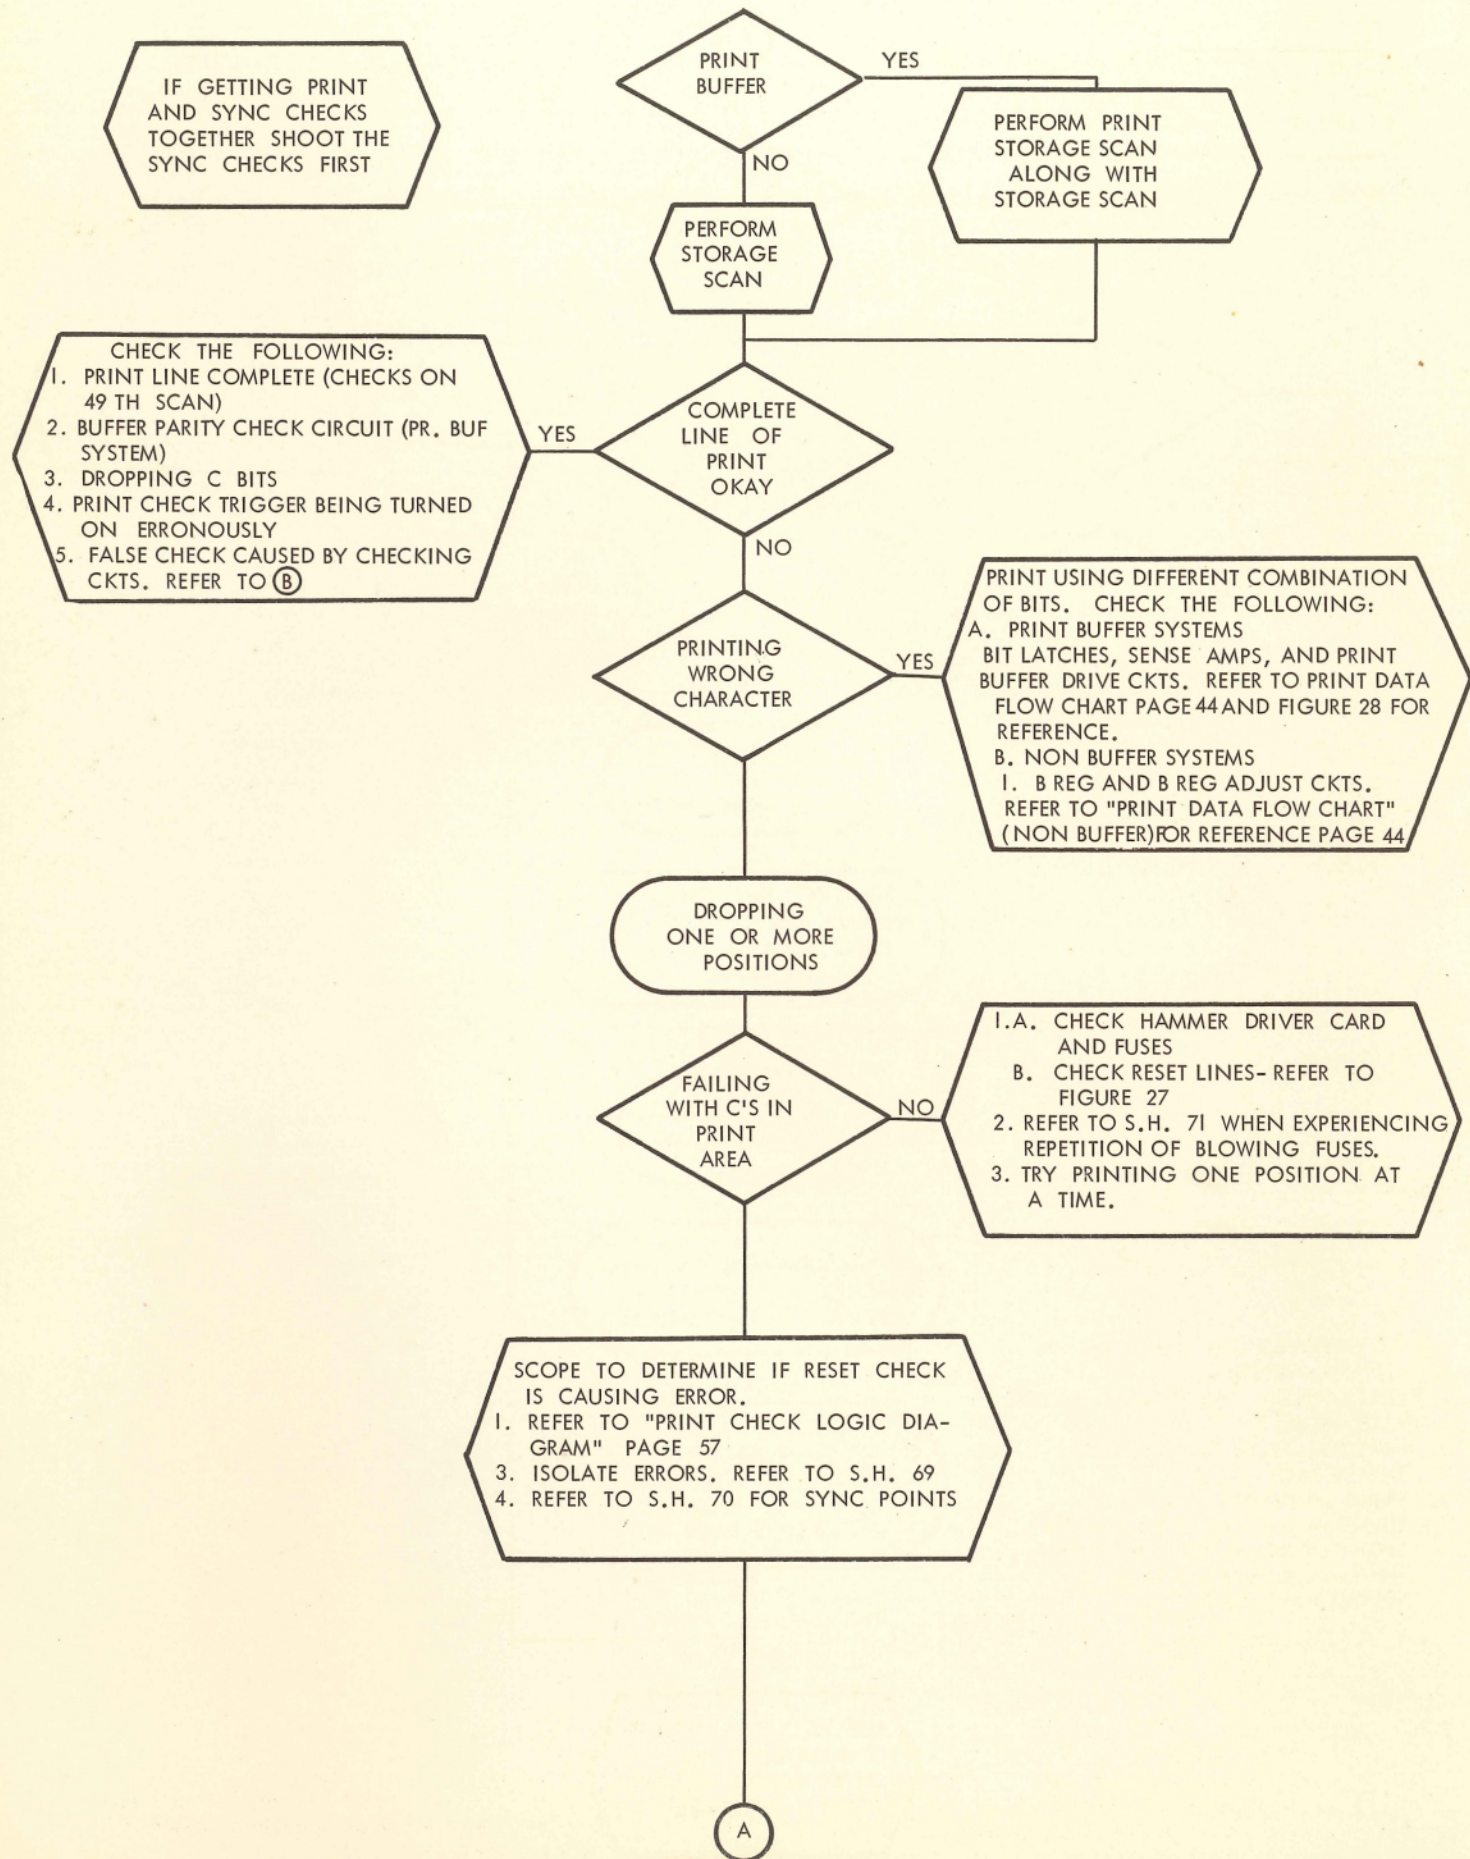 IF GETTING PRINT
AND SYNC CHECKS
TOGETHER SHOOT THE
SYNC CHECKS FIRST
PRINT
BUFFER
YES
NO
PERFORM PRINT
STORAGE SCAN
ALONG WITH
STORAGE SCAN
PERFORM
STORAGE
SCAN
CHECK THE FOLLOWING:
1. PRINT LINE COMPLETE (CHECKS ON
49 TH SCAN)
2. BUFFER PARITY CHECK CIRCUIT (PR. BUF
SYSTEM)
3. DROPPING C BITS
4. PRINT CHECK TRIGGER BEING TURNED
ON ERRONOUSLY
5. FALSE CHECK CAUSED BY CHECKING
CKTS. REFER TO B
YES
COMPLETE
LINE OF
PRINT
OKAY
NO
PRINTING
WRONG
CHARACTER
YES
PRINT USING DIFFERENT COMBINATION
OF BITS. CHECK THE FOLLOWING:
A. PRINT BUFFER SYSTEMS
BIT LATCHES, SENSE AMPS, AND PRINT
BUFFER DRIVE CKTS. REFER TO PRINT DATA
FLOW CHART PAGE 44 AND FIGURE 28 FOR
REFERENCE.
B. NON BUFFER SYSTEMS
1. B REG AND B REG ADJUST CKTS.
REFER TO "PRINT DATA FLOW CHART"
(NON BUFFER)FOR REFERENCE PAGE 44
DROPPING
ONE OR MORE
POSITIONS
FAILING
WITH C'S IN
PRINT
AREA
NO
1.A. CHECK HAMMER DRIVER CARD
AND FUSES
B. CHECK RESET LINES- REFER TO
FIGURE 27
2. REFER TO S.H. 71 WHEN EXPERIENCING
REPETITION OF BLOWING FUSES.
3. TRY PRINTING ONE POSITION AT
A TIME.
SCOPE TO DETERMINE IF RESET CHECK
IS CAUSING ERROR.
1. REFER TO "PRINT CHECK LOGIC DIA-
GRAM" PAGE 57
3. ISOLATE ERRORS. REFER TO S.H. 69
4. REFER TO S.H. 70 FOR SYNC POINTS
A